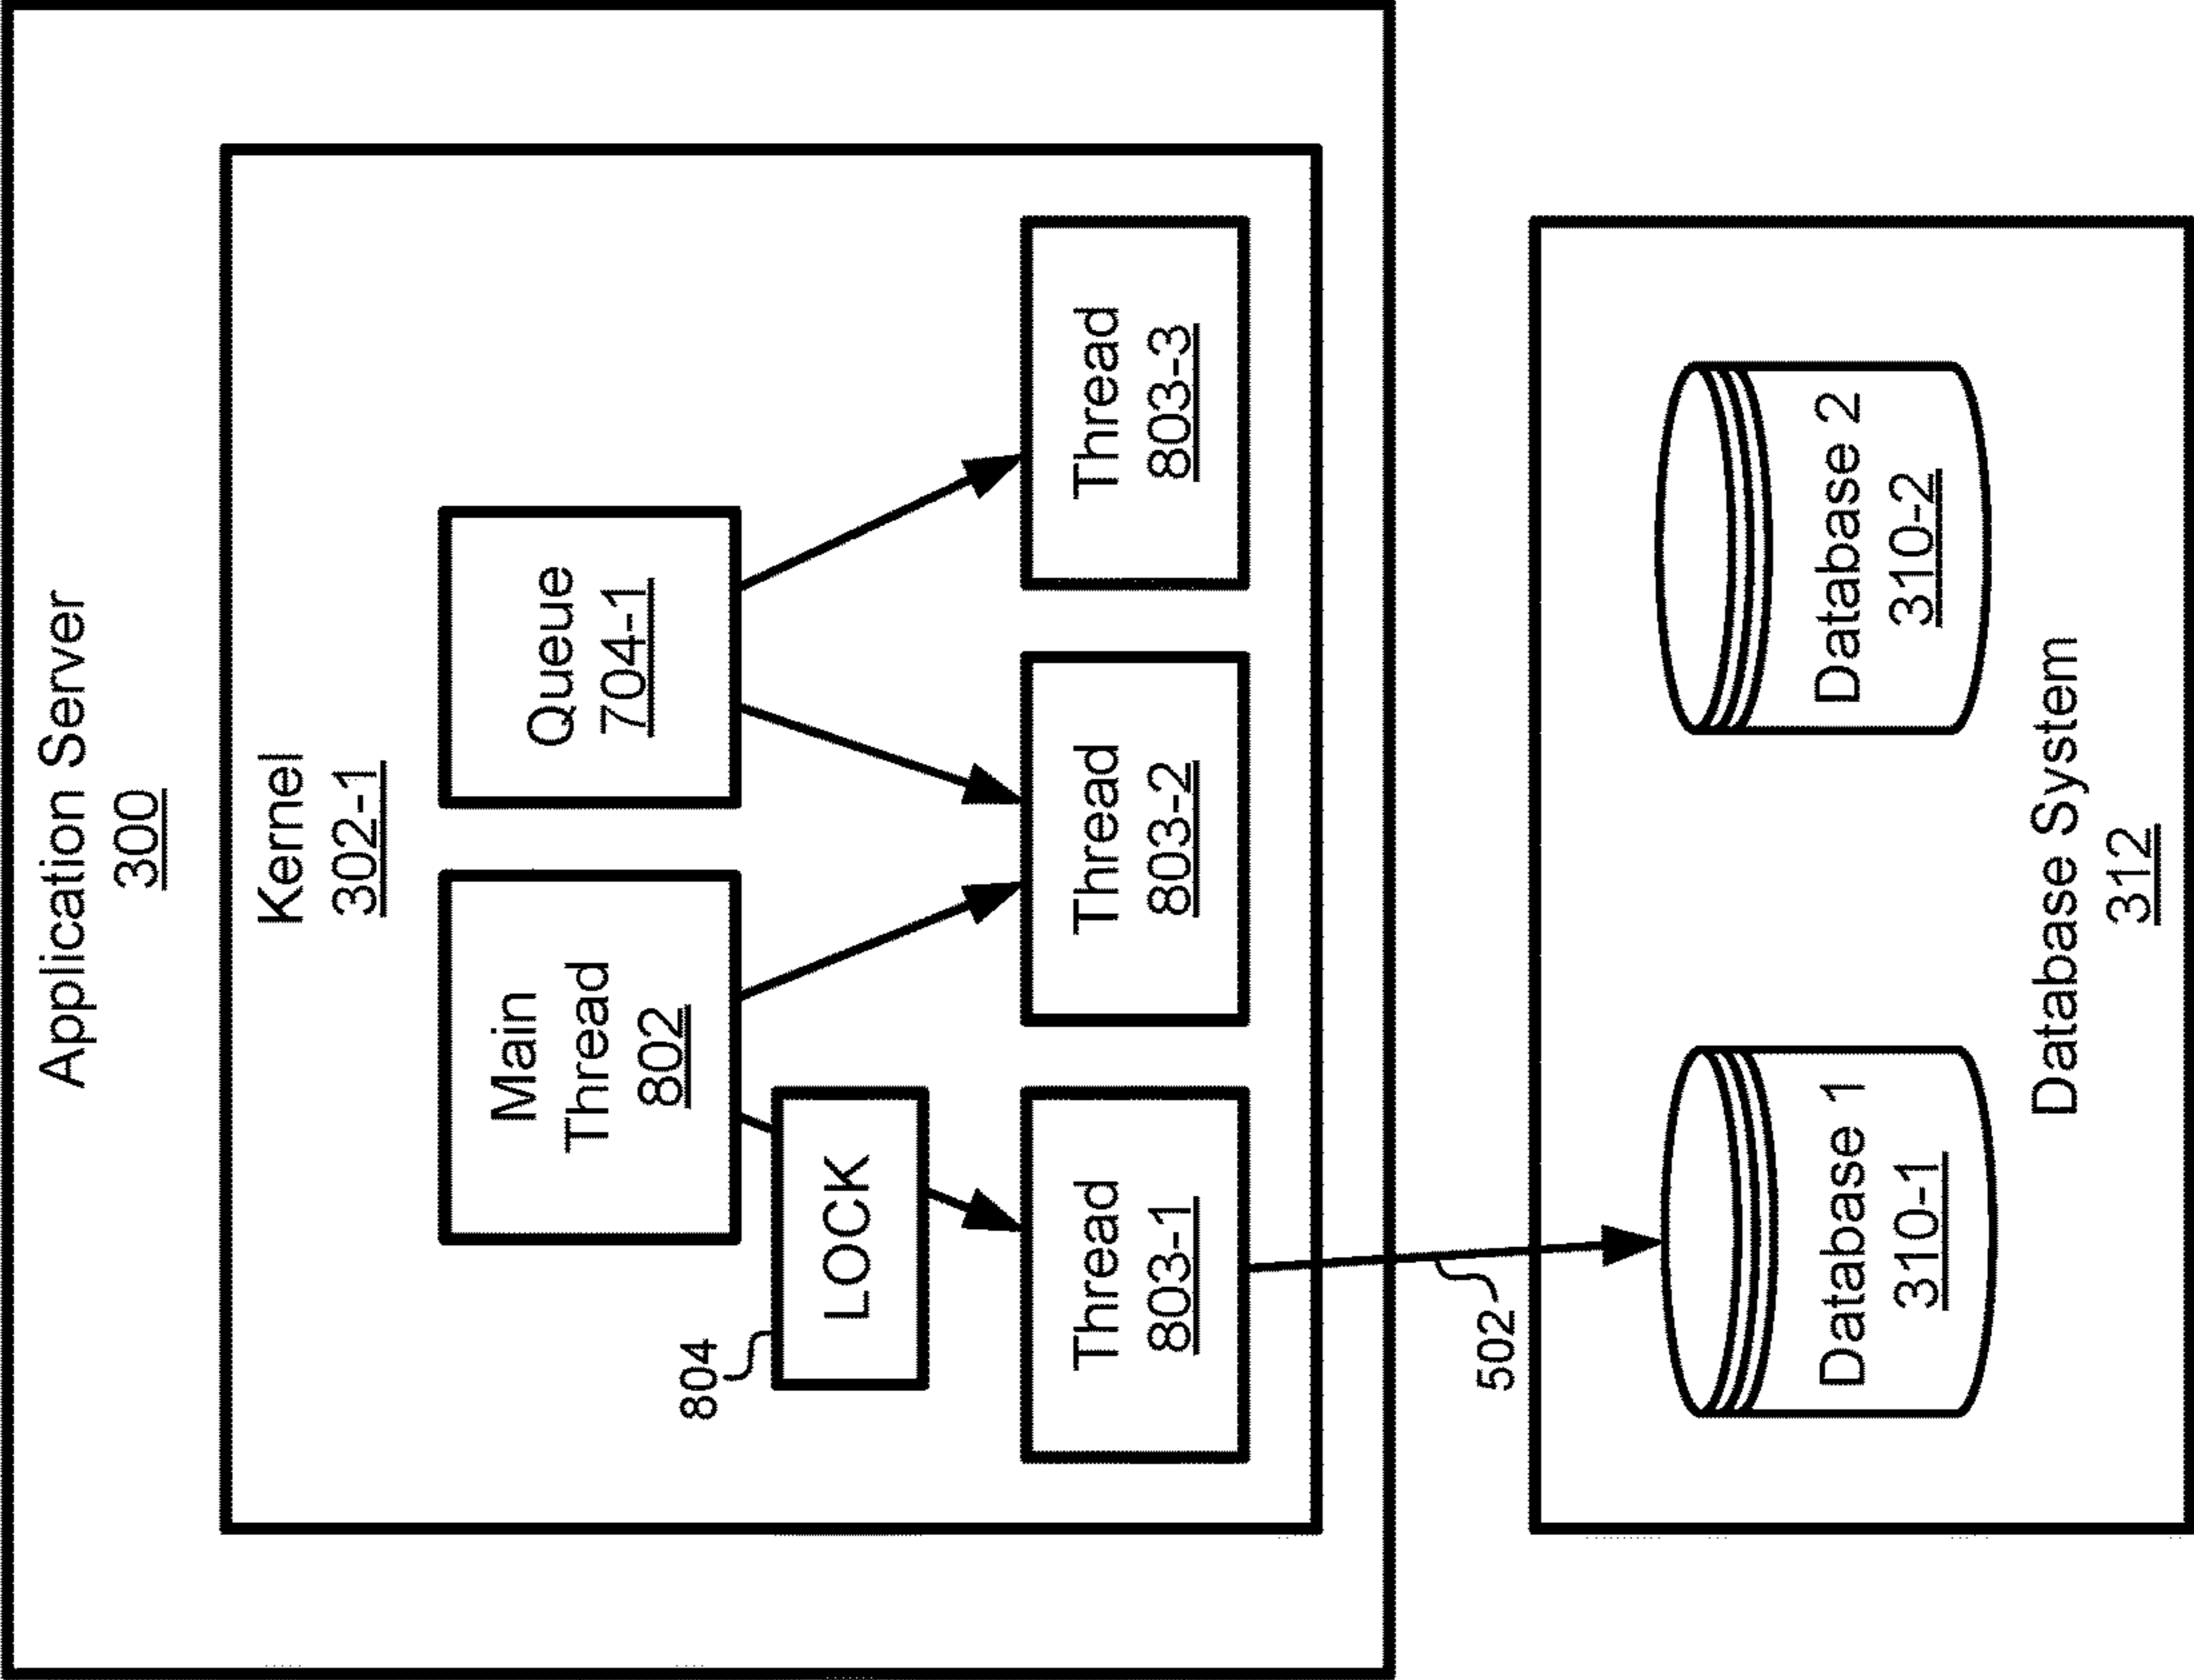 Application Server
300
Kernel
302-1
Main
Thread
802
Queue
704-1
804
LOCK
Thread
803-1
Thread
803-2
Thread
803-3
502
Database 1
310-1
Database 2
310-2
Database System
312